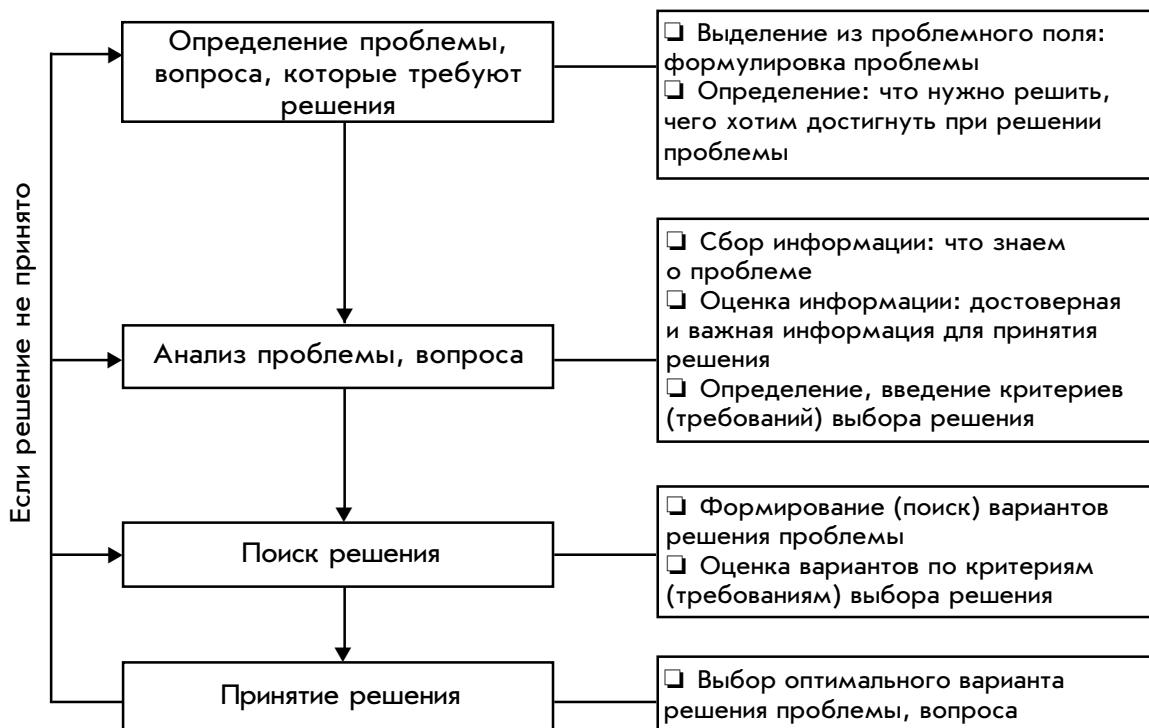 Определение проблемы,
вопроса, которые требуют
решения
❏ Выделение из проблемного поля:
формулировка проблемы
❏ Определение: что нужно решить,
чего хотим достигнуть при решении
проблемы
Если решение не принято
Анализ проблемы, вопроса
❏ Сбор информации: что знаем
о проблеме
❏ Оценка информации: достоверная
и важная информация для принятия
решения
❏ Определение, введение критериев
(требований) выбора решения
Поиск решения
❏ Формирование (поиск) вариантов
решения проблемы
❏ Оценка вариантов по критериям
(требованиям) выбора решения
Принятие решения
❏ Выбор оптимального варианта
решения проблемы, вопроса